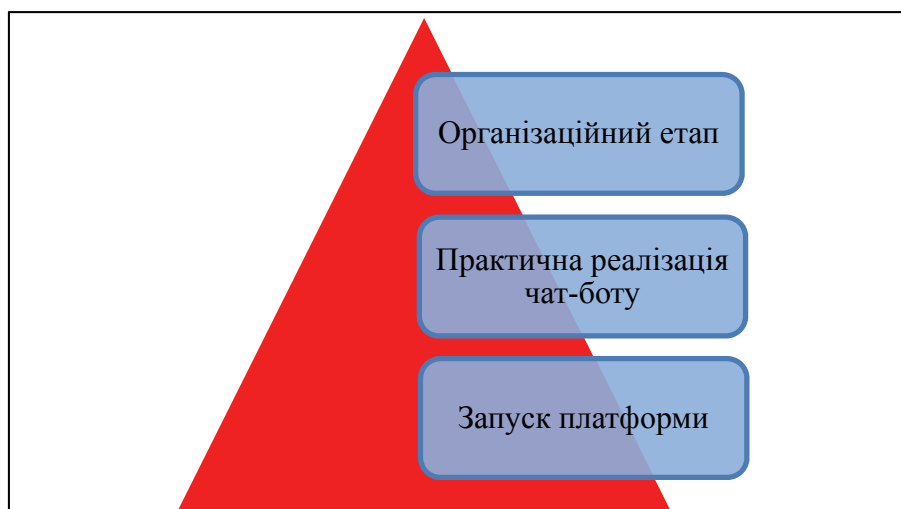 Організаційний етап
Практична реалізація
чат-боту
Запуск платформи